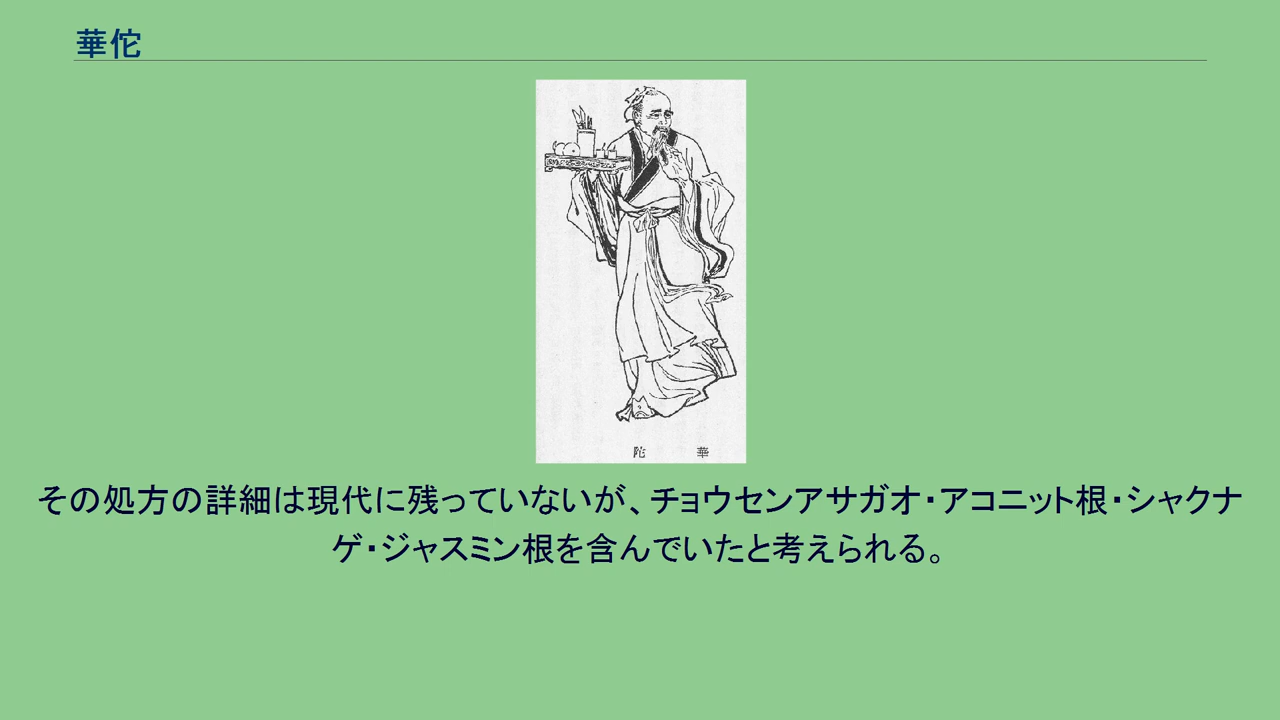 華佗
陀 華
その処方の詳細は現代に残っていないが、チョウセンアサガオ・アコニット根・シャクナ
ゲ・ジャスミン根を含んでいたと考えられる。